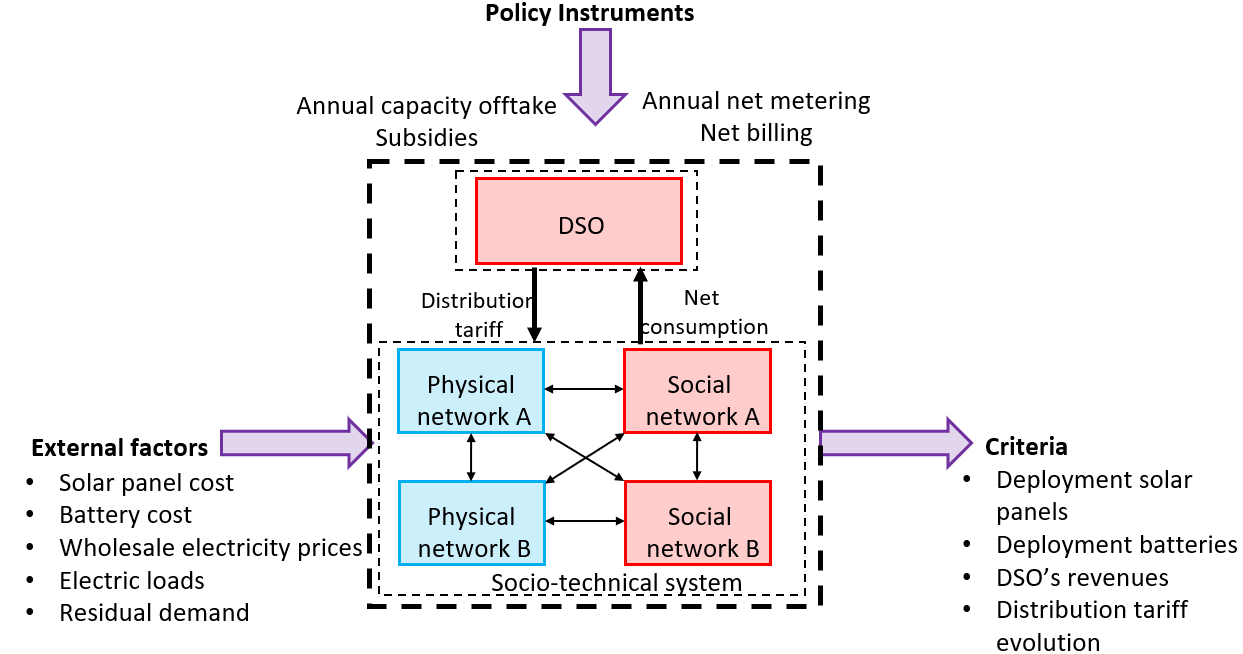 Policy Instruments
Annual capacity offtake
Subsidies
Annual net metering
Net billing
DSO
Distribution
tariff
Net
consumption
Physical
network A
Social
network A
Physical
network B
Social
network B
Socio-technical system
External factors
• Solar panel cost
• Battery cost
• Wholesale electricity prices
• Electric loads
• Residual demand
Criteria
• Deployment solar
panels
• Deployment batteries
• DSO’s revenues
• Distribution tariff
evolution